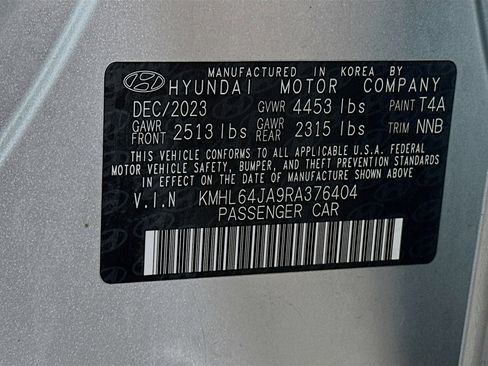 MANUFACTURED IN KOREA BY
HYUNDAI MOTOR COMPANY
DEC/2023 GVWR 4453 lbs PAINT T4A
GAWR FRONT 2513 lbs GAWR REAR 2315 lbs TRIM NNB
THIS VEHICLE CONFORMS TO ALL APPLICABLE U.S.A. FEDERAL
MOTOR VEHICLE SAFETY, BUMPER, AND THEFT PREVENTION STANDARDS
IN EFFECT ON THE DATE OF MANUFACTURE SHOWN ABOVE.
V.I.N KMHL64JA9RA376404
PASSENGER CAR